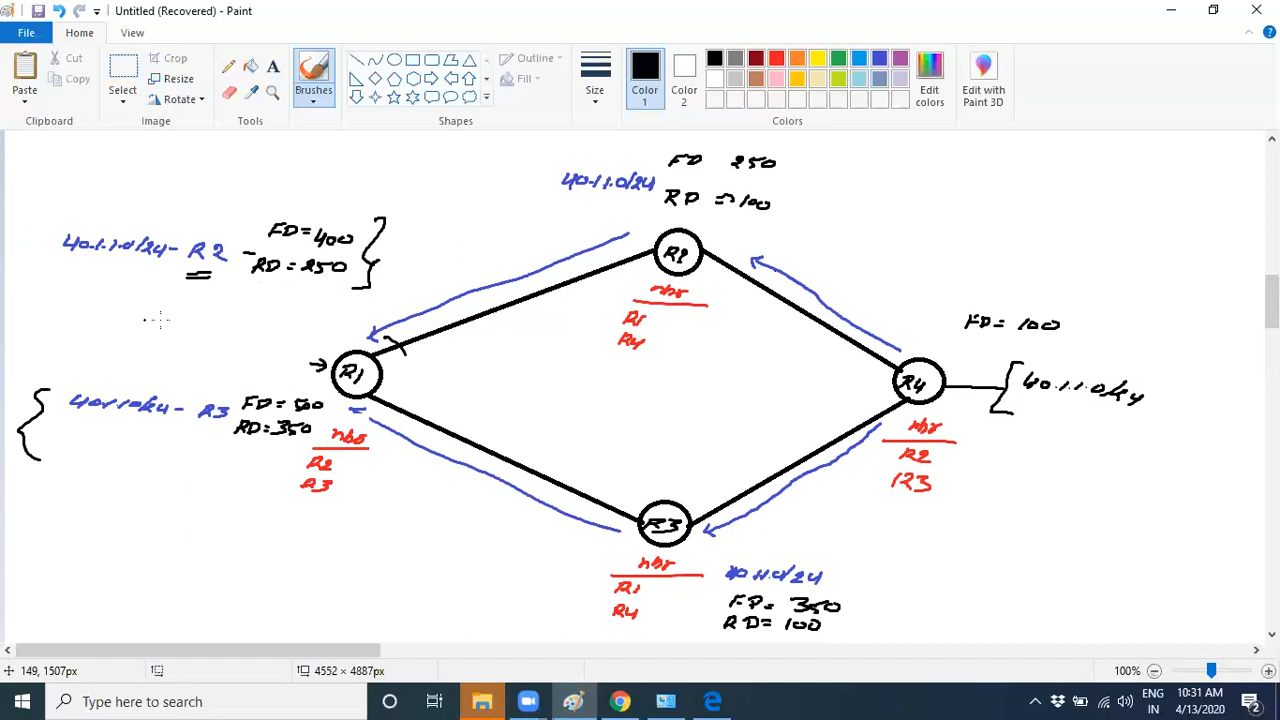 Untitled (Recovered) - Paint
File
Home
View
Paste
Cut
Copy
Clipboard
Select
Crop
Resize
Rotate
Image
A
Tools
Brushes
Outline
Fill
Shapes
Size
Color
1
Color
2
Colors
Edit
colors
Edit with
Paint 3D
FD 250
40.1.1.0/24
RD => 100
R2
40.1.1.0/24 - R2 - FD = 400
RD = 250
nbr
R1
R4
FD = 100
R1
R4
40.1.1.0/24
40.1.1.0/24 - R3 FD = 500
RD = 350
nbr
R2
R3
nbr
R2
R3
R3
nbr
R1
R4
40.1.1.0/24
FD = 350
RD = 100
149, 1507px
4552 × 4887px
100%
Type here to search
ENG
IN
10:31 AM
4/13/2020
2